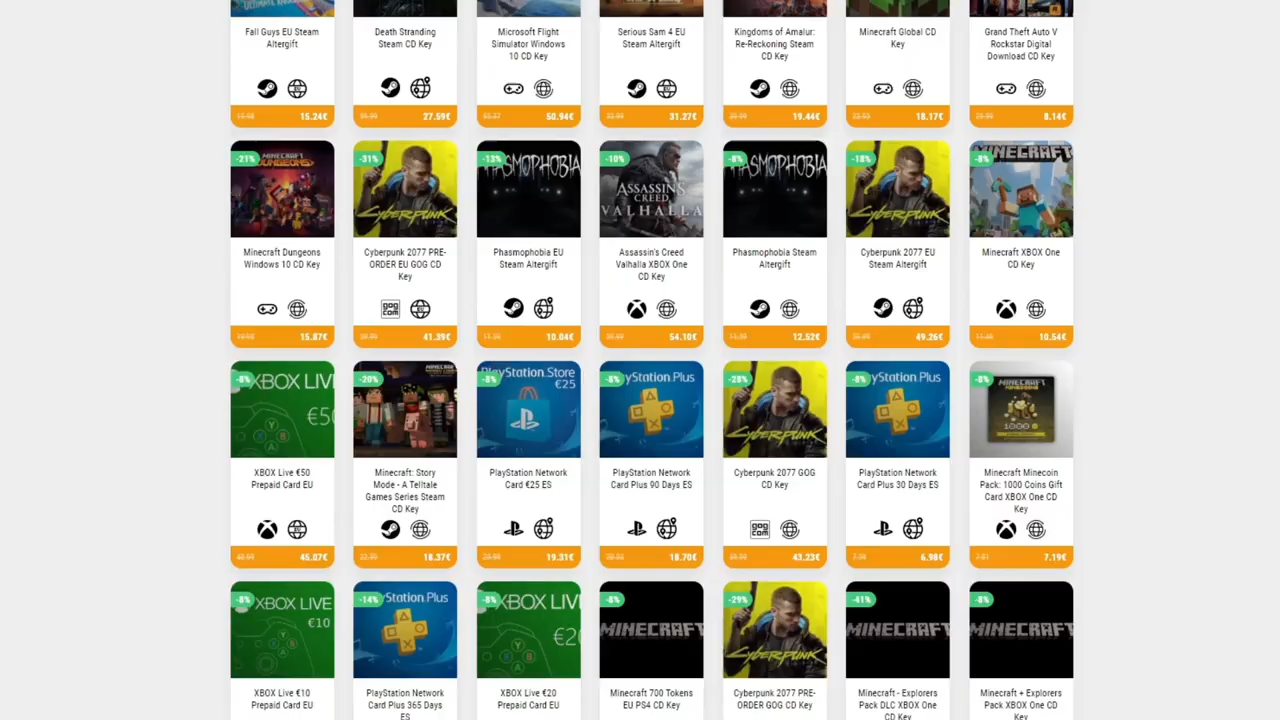 Fall Guys EU Steam
Altergift
Death Stranding
Steam CD Key
Microsoft Flight
Simulator Windows
10 CD Key
Serious Sam 4 EU
Steam Altergift
Kingdoms of Amalur:
Re-Reckoning Steam
CD Key
Minecraft Global CD
Key
Grand Theft Auto V
Rockstar Digital
Download CD Key
15.24€
27.59€
50.94€
31.27€
19.44€
18.17€
8.14€
-21%
MINECRAFT
DUNGEONS
-31%
Cyberpunk
-13%
PHASMOPHOBIA
-10%
ASSASSIN'S
CREED
VALHALLA
-8%
PHASMOPHOBIA
-18%
Cyberpunk
-8%
MINECRAFT
Minecraft Dungeons
Windows 10 CD Key
Cyberpunk 2077 PRE-
ORDER EU GOG CD
Key
Phasmophobia EU
Steam Altergift
Assassin's Creed
Valhalla XBOX One
CD Key
Phasmophobia Steam
Altergift
Cyberpunk 2077 EU
Steam Altergift
Minecraft XBOX One
CD Key
gog
com
15.87€
41.39€
10.04€
54.10€
12.52€
49.26€
10.54€
-8%
XBOX LIVE
€50
-20%
MINECRAFT
-8%
PlayStation Store
€25
-8%
PlayStation Plus
-28%
Cyberpunk
-8%
PlayStation Plus
-8%
MINECRAFT
1000
XBOX Live €50
Prepaid Card EU
Minecraft: Story
Mode - A Telltale
Games Series Steam
CD Key
PlayStation Network
Card €25 ES
PlayStation Network
Card Plus 90 Days ES
Cyberpunk 2077 GOG
CD Key
PlayStation Network
Card Plus 30 Days ES
Minecraft Minecoin
Pack: 1000 Coins Gift
Card XBOX One CD
Key
gog
com
45.07€
18.37€
19.31€
18.70€
43.23€
6.98€
7.19€
-8%
XBOX LIVE
€10
-14%
PlayStation Plus
-8%
XBOX LIVE
€20
-8%
MINECRAFT
-29%
Cyberpunk
-41%
MINECRAFT
-8%
MINECRAFT
XBOX Live €10
Prepaid Card EU
PlayStation Network
Card Plus 365 Days
ES
XBOX Live €20
Prepaid Card EU
Minecraft 700 Tokens
EU PS4 CD Key
Cyberpunk 2077 PRE-
ORDER GOG CD Key
Minecraft - Explorers
Pack DLC XBOX One
CD Key
Minecraft + Explorers
Pack XBOX One CD
Key